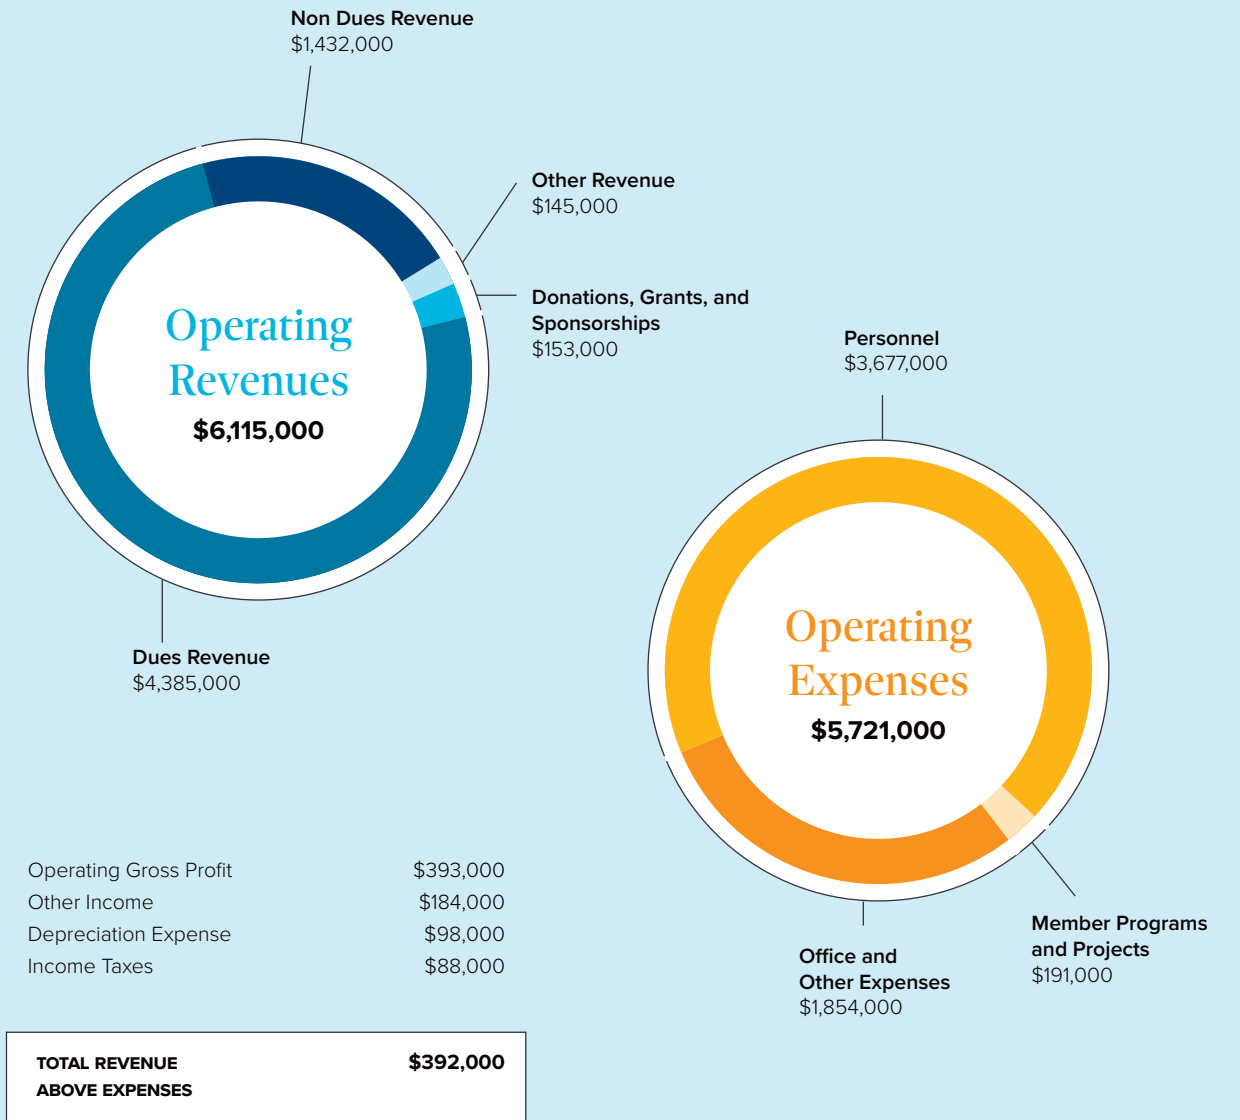 Non Dues Revenue
$1,432,000
Other Revenue
$145,000
Donations, Grants, and
Sponsorships
$153,000
Operating
Revenues
$6,115,000
Dues Revenue
$4,385,000
Personnel
$3,677,000
Operating
Expenses
$5,721,000
Member Programs
and Projects
$191,000
Office and
Other Expenses
$1,854,000
Operating Gross Profit $393,000
Other Income $184,000
Depreciation Expense $98,000
Income Taxes $88,000
TOTAL REVENUE $392,000
ABOVE EXPENSES